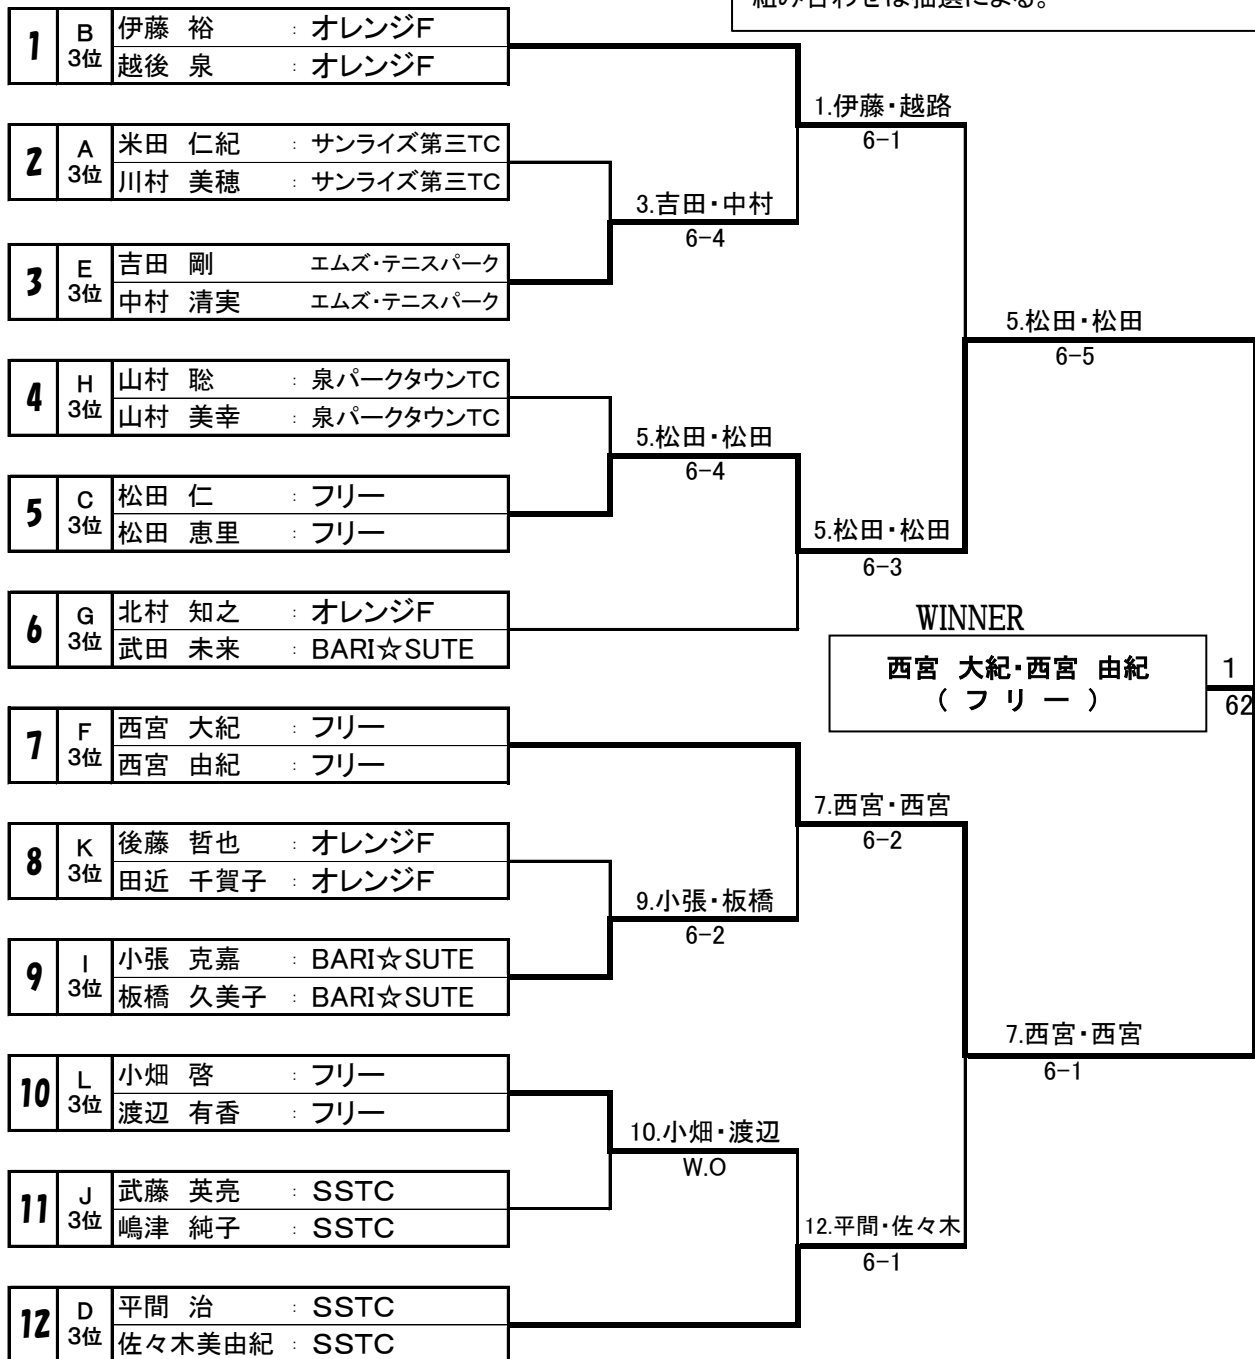 組み合わせは抽選による。
1 B 3位 伊藤 裕 : オレンジF
越後 泉 : オレンジF
1.伊藤・越路
6-1
2 A 3位 米田 仁紀 : サンライズ第三TC
川村 美穂 : サンライズ第三TC
3.吉田・中村
6-4
3 E 3位 吉田 剛 エムズ・テニスパーク
中村 清実 エムズ・テニスパーク
5.松田・松田
6-5
4 H 3位 山村 聡 : 泉パークタウンTC
山村 美幸 : 泉パークタウンTC
5.松田・松田
6-4
5 C 3位 松田 仁 : フリー
松田 恵里 : フリー
5.松田・松田
6-3
6 G 3位 北村 知之 : オレンジF
武田 未来 : BARI☆SUTE
WINNER
西宮 大紀・西宮 由紀
( フ リ ー )
1
62
7 F 3位 西宮 大紀 : フリー
西宮 由紀 : フリー
7.西宮・西宮
6-2
8 K 3位 後藤 哲也 : オレンジF
田近 千賀子 : オレンジF
9.小張・板橋
6-2
9 I 3位 小張 克嘉 : BARI☆SUTE
板橋 久美子 : BARI☆SUTE
7.西宮・西宮
6-1
10 L 3位 小畑 啓 : フリー
渡辺 有香 : フリー
10.小畑・渡辺
W.O
11 J 3位 武藤 英亮 : SSTC
嶋津 純子 : SSTC
12.平間・佐々木
6-1
12 D 3位 平間 治 : SSTC
佐々木美由紀 : SSTC